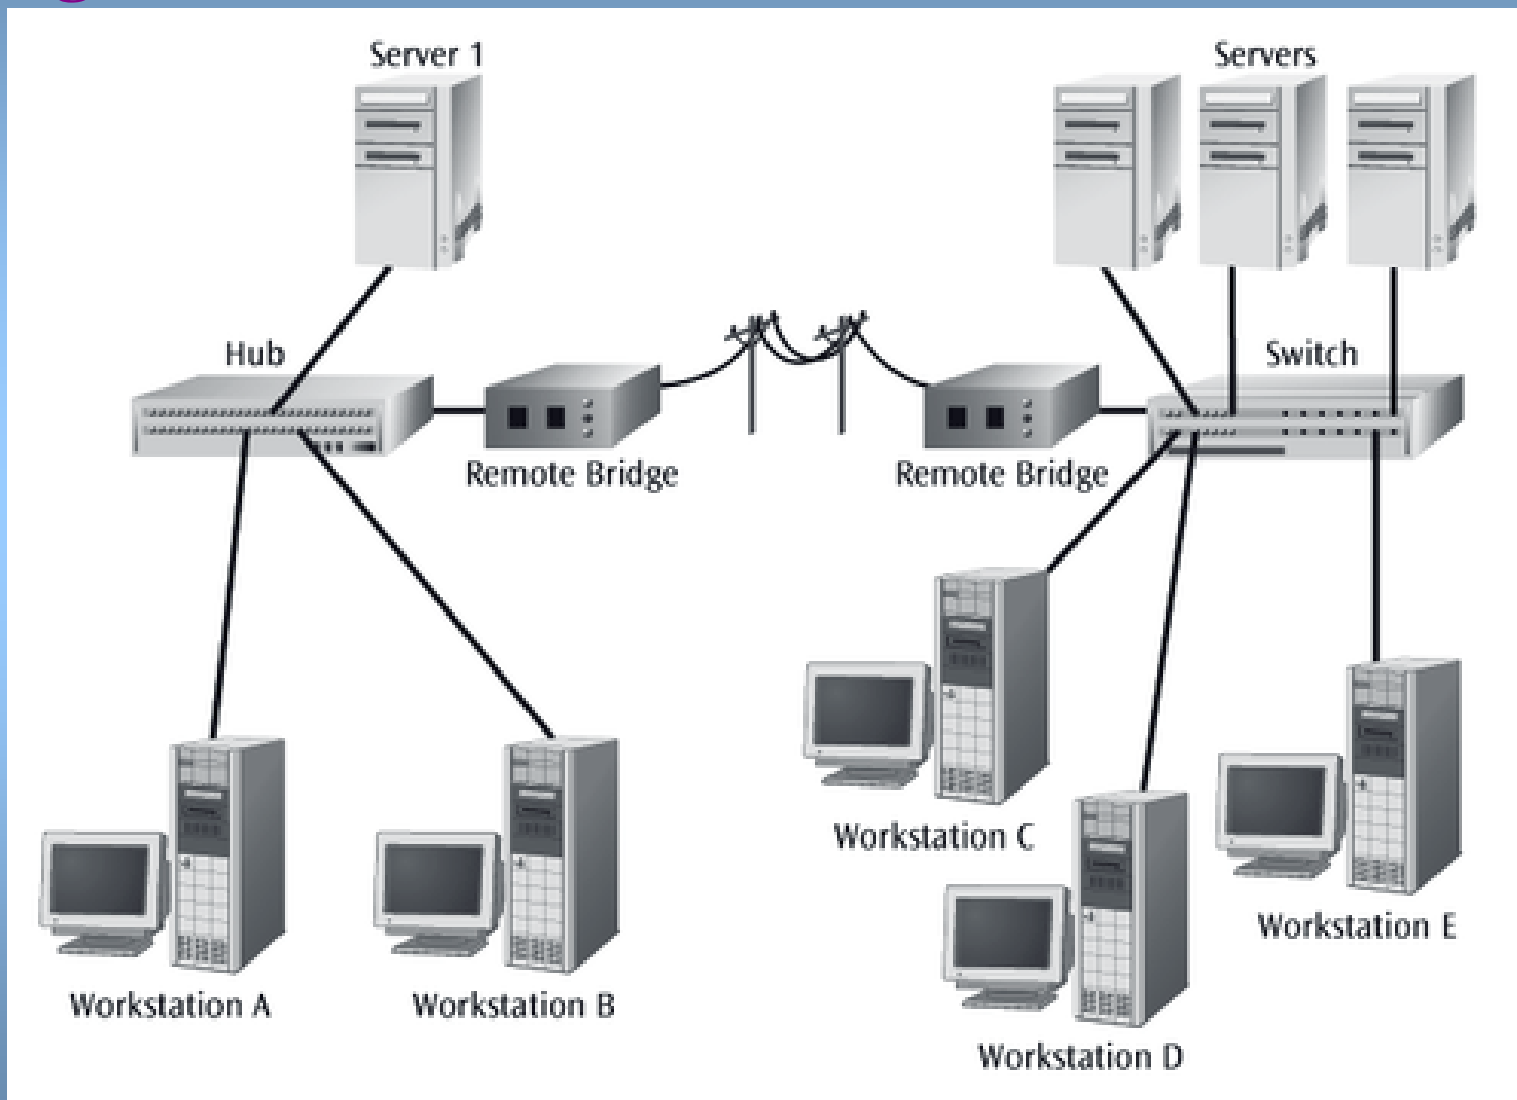 Server 1
Servers
Hub
Switch
Remote Bridge
Remote Bridge
Workstation C
Workstation E
Workstation A
Workstation B
Workstation D